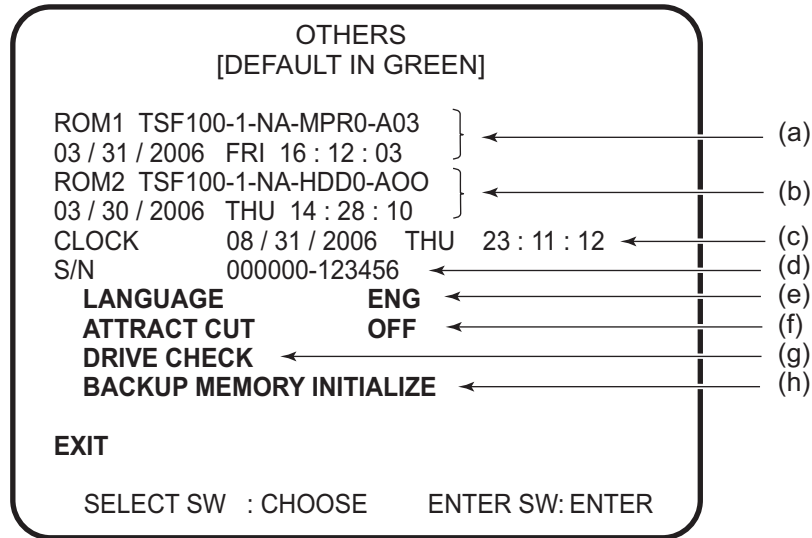 OTHERS
[DEFAULT IN GREEN]
ROM1 TSF100-1-NA-MPR0-A03
03 / 31 / 2006 FRI 16 : 12 : 03
(a)
ROM2 TSF100-1-NA-HDD0-AOO
03 / 30 / 2006 THU 14 : 28 : 10
(b)
CLOCK 08 / 31 / 2006 THU 23 : 11 : 12 (c)
S/N 000000-123456 (d)
LANGUAGE ENG (e)
ATTRACT CUT OFF (f)
DRIVE CHECK (g)
BACKUP MEMORY INITIALIZE (h)
EXIT
SELECT SW : CHOOSE ENTER SW: ENTER